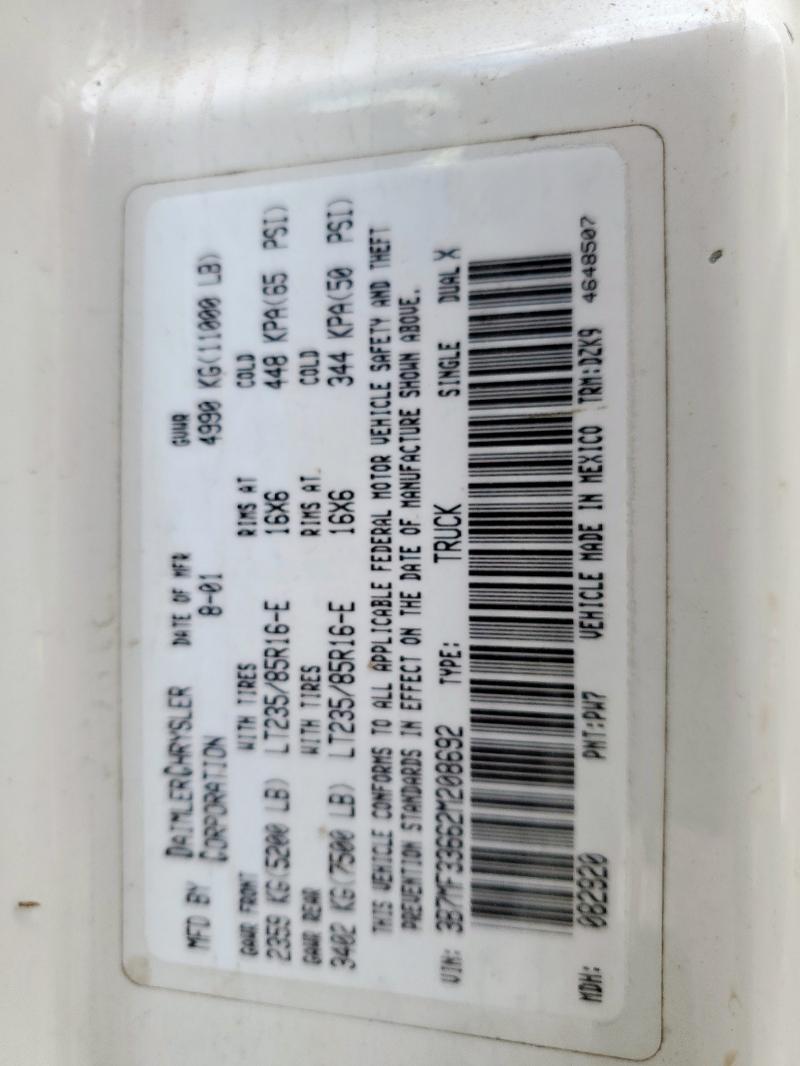 MFD BY DAIMLERCHRYSLER CORPORATION DATE OF MFR 8-01 GVWR 4990 KG(11000 LB)
GAWR FRONT WITH TIRES RIMS AT COLD
2359 KG(5200 LB) LT235/85R16-E 16X6 448 KPA(65 PSI)
GAWR REAR WITH TIRES RIMS AT COLD
3402 KG(7500 LB) LT235/85R16-E 16X6 344 KPA(50 PSI)
THIS VEHICLE CONFORMS TO ALL APPLICABLE FEDERAL MOTOR VEHICLE SAFETY AND THEFT
PREVENTION STANDARDS IN EFFECT ON THE DATE OF MANUFACTURE SHOWN ABOVE.
VIN: 3B7MF33662M208692 TYPE: TRUCK SINGLE DUAL X
MDH: 082920 PNT:PW7 VEHICLE MADE IN MEXICO TRM:DZK9 4648507